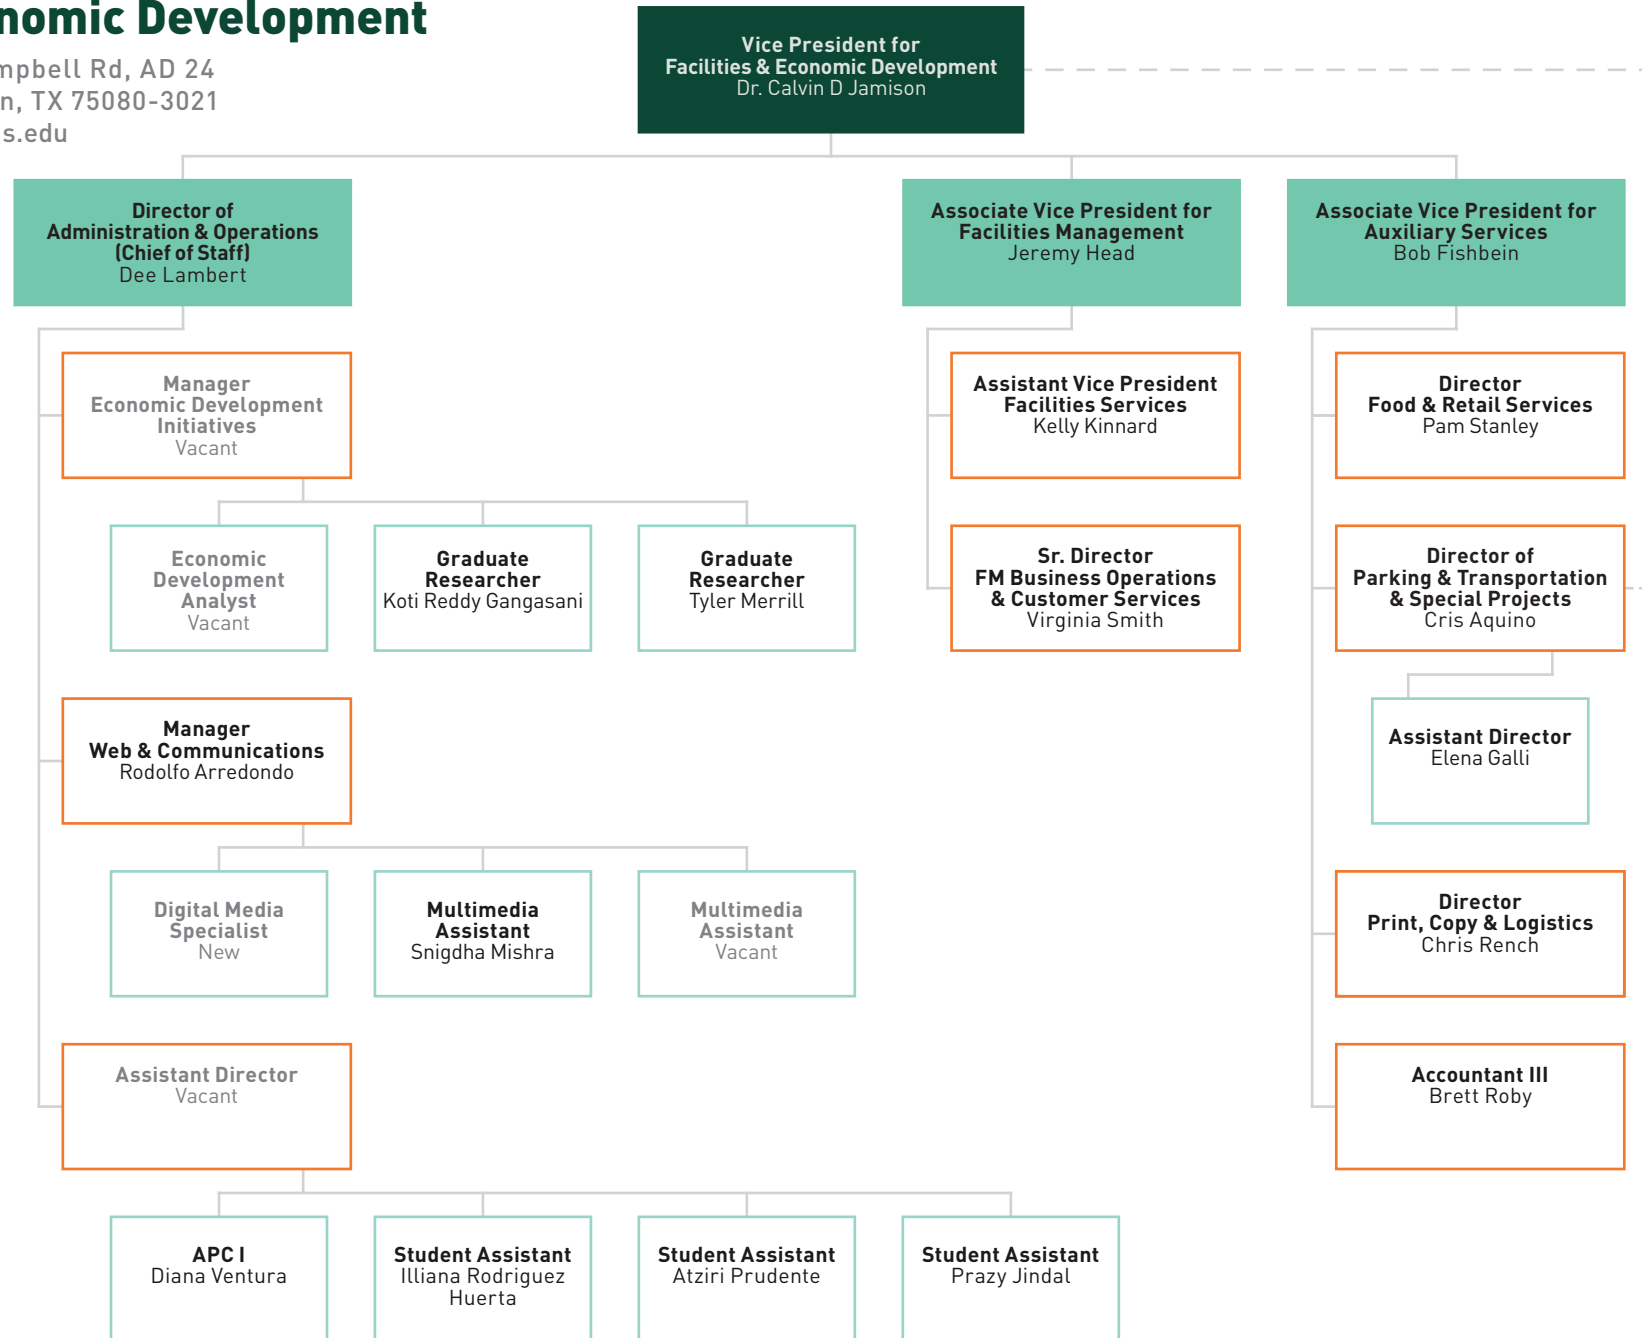 nomic Development
mpbell Rd, AD 24
n, TX 75080-3021
s.edu
Vice President for
Facilities & Economic Development
Dr. Calvin D Jamison
Director of
Administration & Operations
(Chief of Staff)
Dee Lambert
Associate Vice President for
Facilities Management
Jeremy Head
Associate Vice President for
Auxiliary Services
Bob Fishbein
Manager
Economic Development
Initiatives
Vacant
Assistant Vice President
Facilities Services
Kelly Kinnard
Director
Food & Retail Services
Pam Stanley
Economic
Development
Analyst
Vacant
Graduate
Researcher
Koti Reddy Gangasani
Graduate
Researcher
Tyler Merrill
Sr. Director
FM Business Operations
& Customer Services
Virginia Smith
Director of
Parking & Transportation
& Special Projects
Cris Aquino
Manager
Web & Communications
Rodolfo Arredondo
Assistant Director
Elena Galli
Digital Media
Specialist
New
Multimedia
Assistant
Snigdha Mishra
Multimedia
Assistant
Vacant
Director
Print, Copy & Logistics
Chris Rench
Assistant Director
Vacant
Accountant III
Brett Roby
APC I
Diana Ventura
Student Assistant
Illiana Rodriguez
Huerta
Student Assistant
Atziri Prudente
Student Assistant
Prazy Jindal